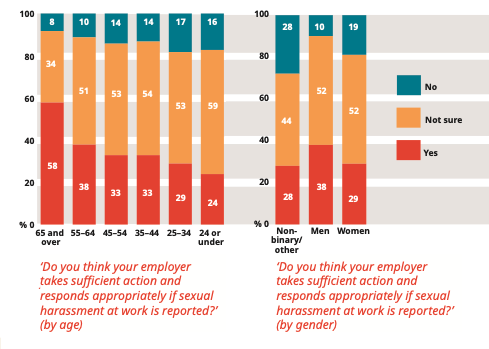 100
80
60
40
20
% 0
8
10
14
14
17
16
34
51
53
54
53
59
58
38
33
33
29
24
65 and
over
55–64
45–54
35–44
25–34
24 or
under
‘Do you think your employer
takes sufficient action and
responds appropriately if sexual
harassment at work is reported?’
(by age)
100
80
60
40
20
% 0
28
10
19
44
52
52
28
38
29
Non-
binary/
other
Men
Women
No
Not sure
Yes
‘Do you think your employer
takes sufficient action and
responds appropriately if sexual
harassment at work is reported?’
(by gender)